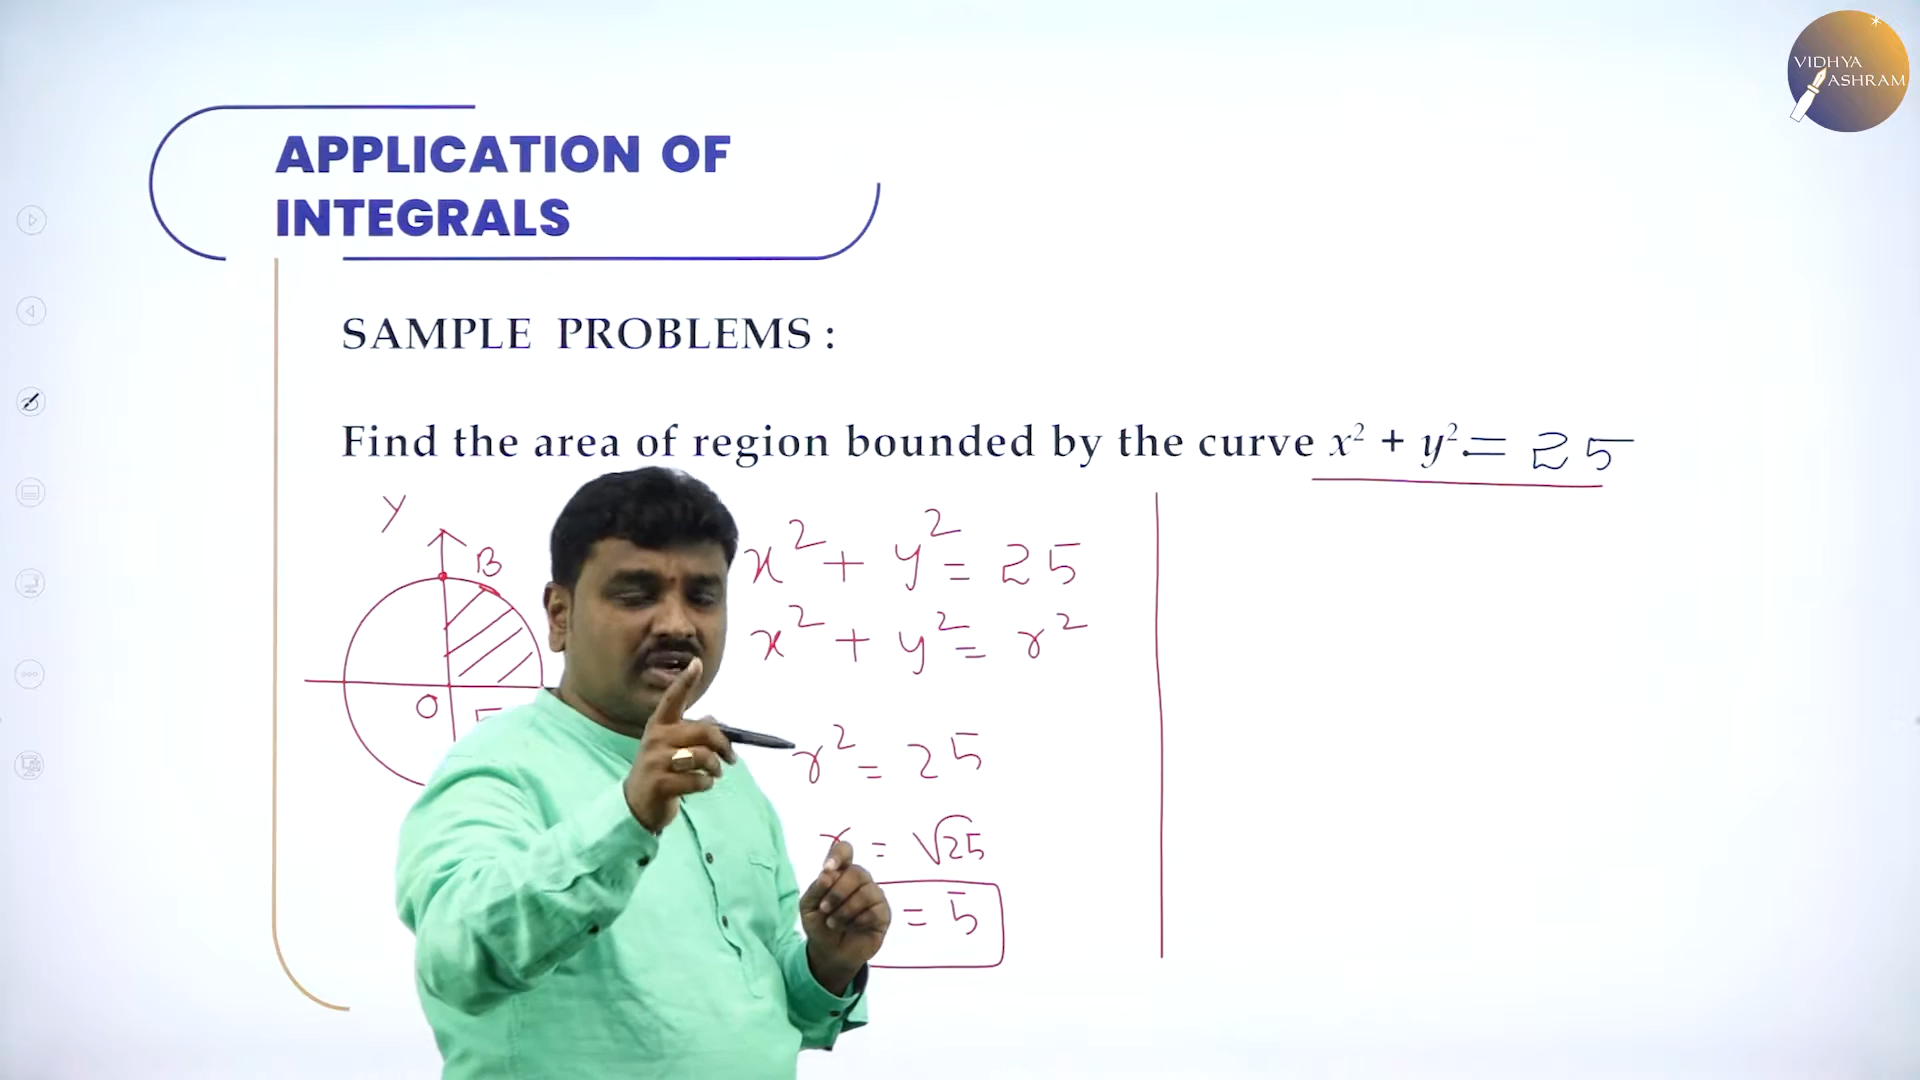 VIDHYA
ASHRAM
APPLICATION OF
INTEGRALS
SAMPLE PROBLEMS :
Find the area of region bounded by the curve x² + y². = 25
Y
B
O
x² + y² = 25
x² + y² = r²
r² = 25
r = √25
= 5